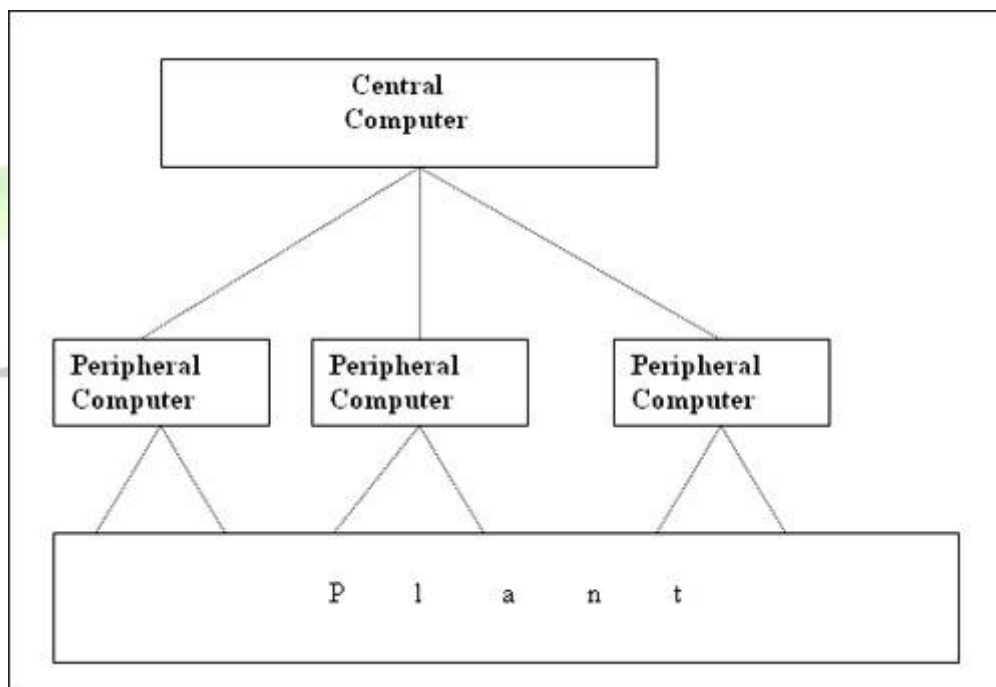 Central
Computer
Peripheral
Computer
Peripheral
Computer
Peripheral
Computer
P l a n t